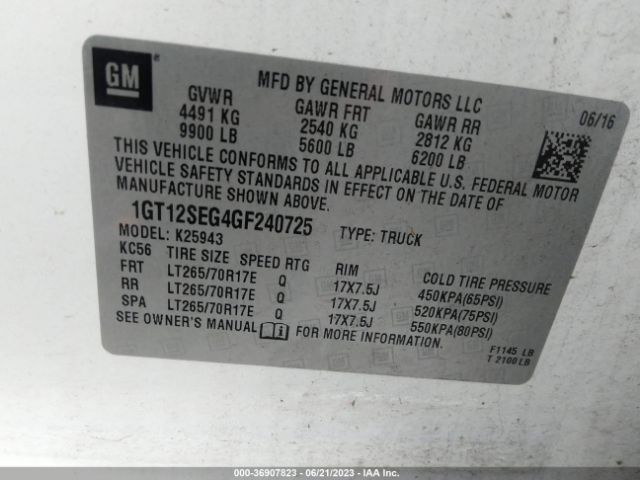 GM
®
MFD BY GENERAL MOTORS LLC
GVWR GAWR FRT GAWR RR 06/16
4491 KG 2540 KG 2812 KG
9900 LB 5600 LB 6200 LB
THIS VEHICLE CONFORMS TO ALL APPLICABLE U.S. FEDERAL MOTOR
VEHICLE SAFETY STANDARDS IN EFFECT ON THE DATE OF
MANUFACTURE SHOWN ABOVE.
1GT12SEG4GF240725
MODEL: K25943 TYPE: TRUCK
KC56 TIRE SIZE SPEED RTG RIM COLD TIRE PRESSURE
FRT LT265/70R17E Q 17X7.5J 450KPA(65PSI)
RR LT265/70R17E Q 17X7.5J 520KPA(75PSI)
SPA LT265/70R17E Q 17X7.5J 550KPA(80PSI)
SEE OWNER'S MANUAL FOR MORE INFORMATION.
F1145 LB
T 2100LB
000-36907823 - 06/21/2023 - IAA Inc.